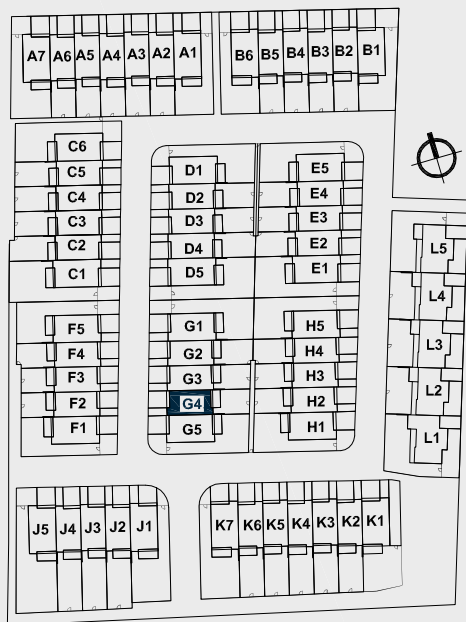 A7 A6 A5 A4 A3 A2 A1
B6 B5 B4 B3 B2 B1
C6
C5
C4
C3
C2
C1
D1
D2
D3
D4
D5
E5
E4
E3
E2
E1
F5
F4
F3
F2
F1
G1
G2
G3
G4
G5
H5
H4
H3
H2
H1
L5
L4
L3
L2
L1
J5 J4 J3 J2 J1
K7 K6 K5 K4 K3 K2 K1